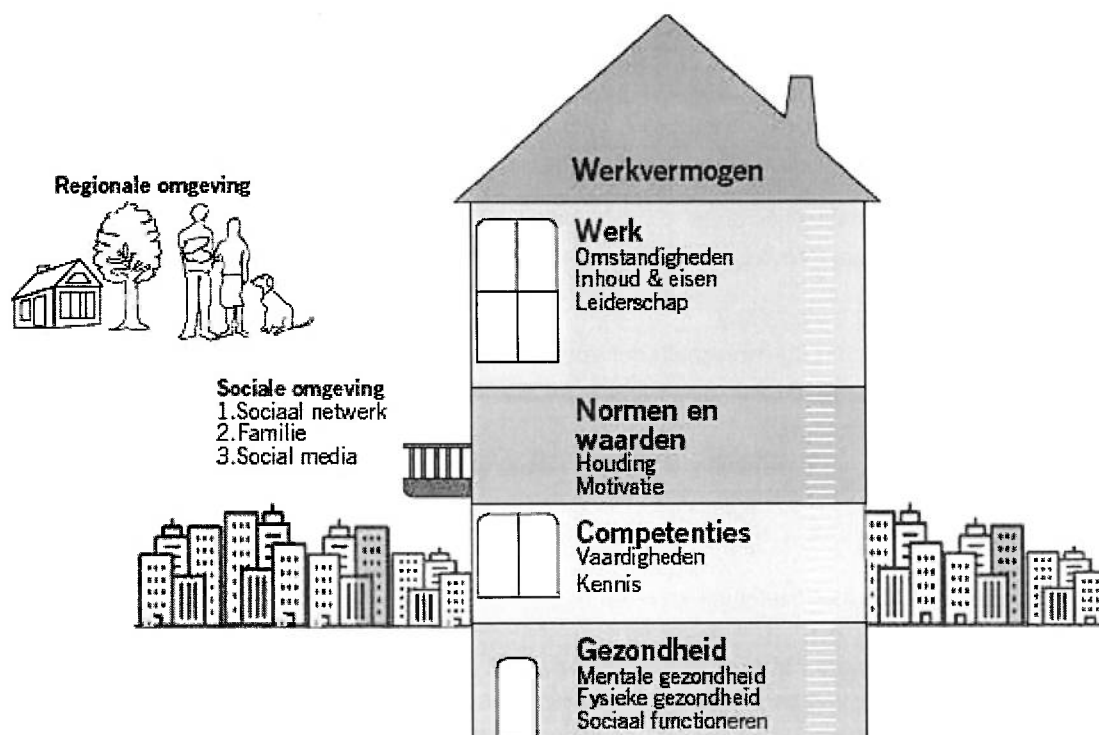 Werkvermogen
Regionale omgeving
Werk
Omstandigheden
Inhoud & eisen
Leiderschap
Sociale omgeving
1.Sociaal netwerk
2.Familie
3.Social media
Normen en
waarden
Houding
Motivatie
Competenties
Vaardigheden
Kennis
Gezondheid
Mentale gezondheid
Fysieke gezondheid
Sociaal functioneren